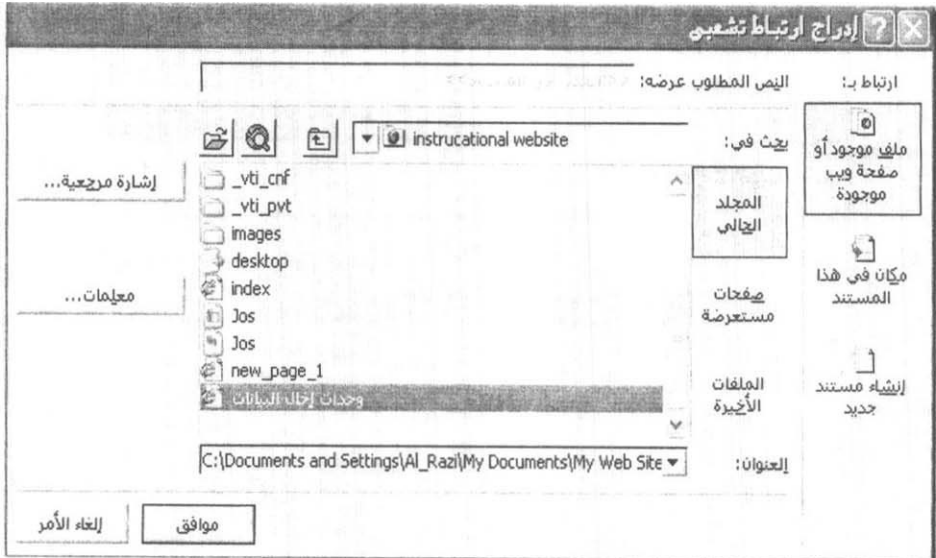 إدراج ارتباط تشعبي
ارتباط بـ:
النص المطلوب عرضه:
ملف موجود أو
صفحة ويب
موجودة
مكان في هذا
المستند
إنشاء مستند
جديد
بحث في:
instrucational website
المجلد
الحالي
صفحات
مستعرضة
الملفات
الأخيرة
_vti_cnf
_vti_pvt
images
desktop
index
Jos
Jos
new_page_1
وحدات إخال البيانات
إشارة مرجعية...
معلمات...
العنوان:
C:\Documents and Settings\Al_Razi\My Documents\My Web Site
موافق
إلغاء الأمر